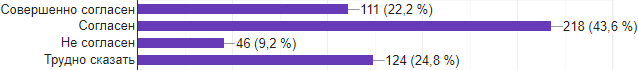 Совершенно согласен 111 (22,2 %)
Согласен 218 (43,6 %)
Не согласен 46 (9,2 %)
Трудно сказать 124 (24,8 %)